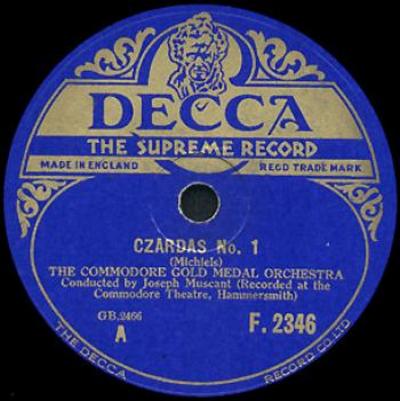 DECCA
THE SUPREME RECORD
MADE IN ENGLAND
REGD TRADE MARK
CZARDAS No. 1
(Michiels)
THE COMMODORE GOLD MEDAL ORCHESTRA
Conducted by Joseph Muscant (Recorded at the
Commodore Theatre, Hammersmith)
GB.2466
A
F. 2346
THE DECCA
RECORD CO LTD